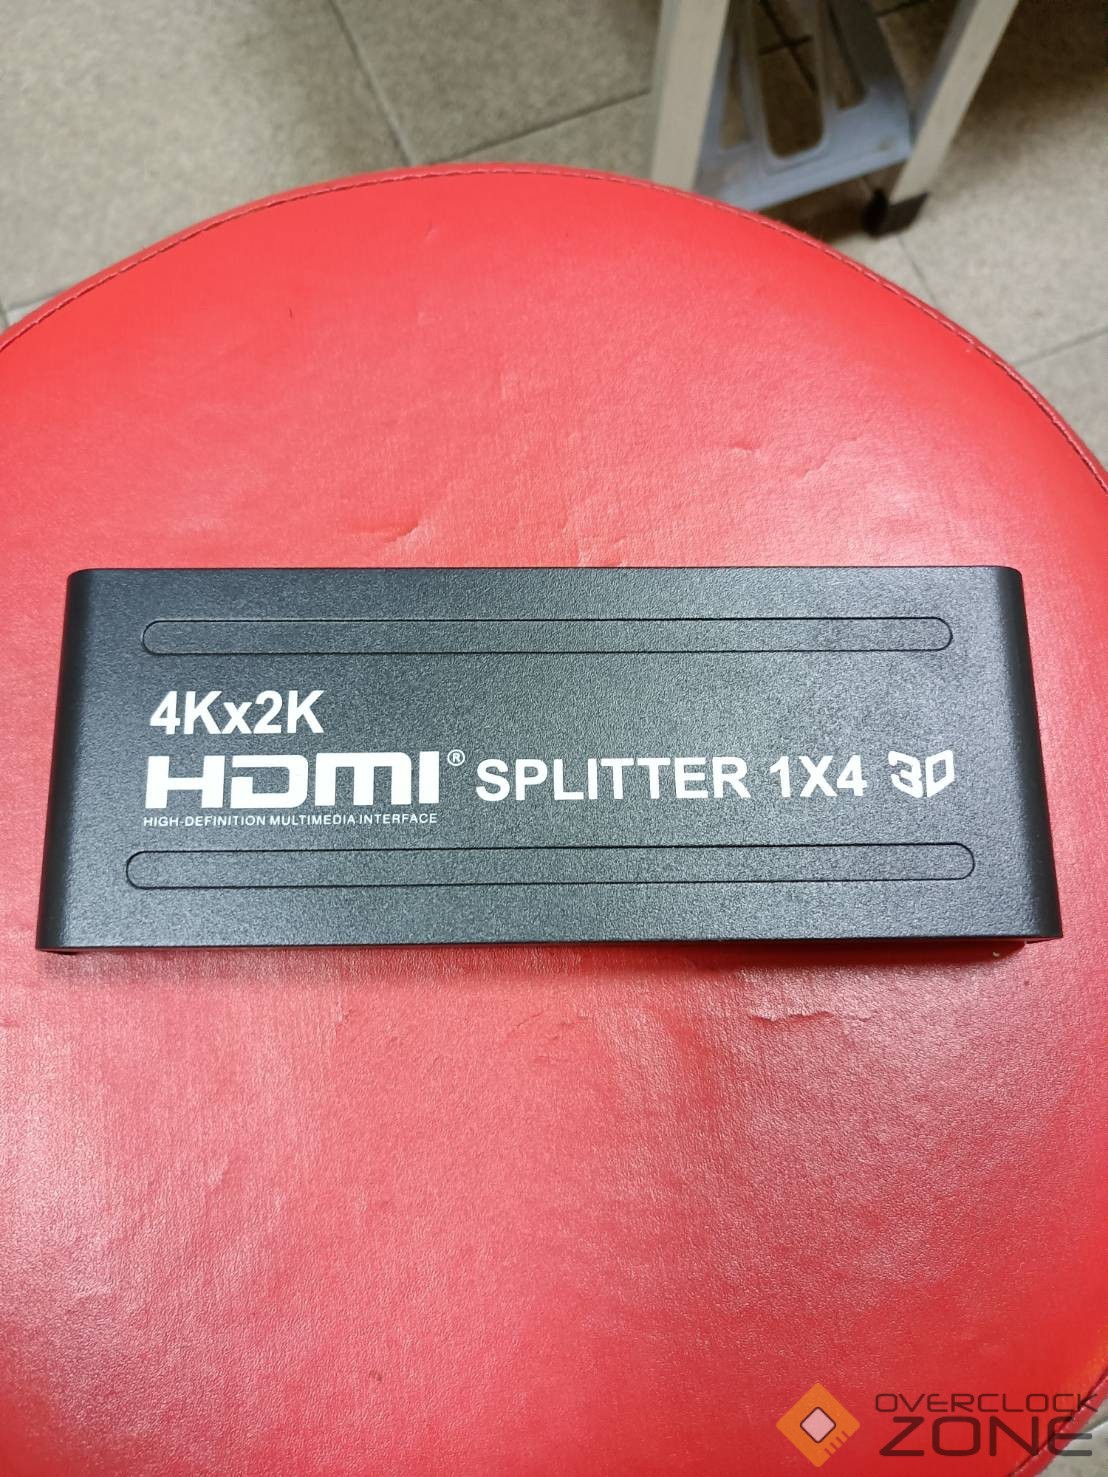 4Kx2K
HDMI® SPLITTER 1X4 3D
HIGH-DEFINITION MULTIMEDIA INTERFACE
OVERCLOCK
ZONE